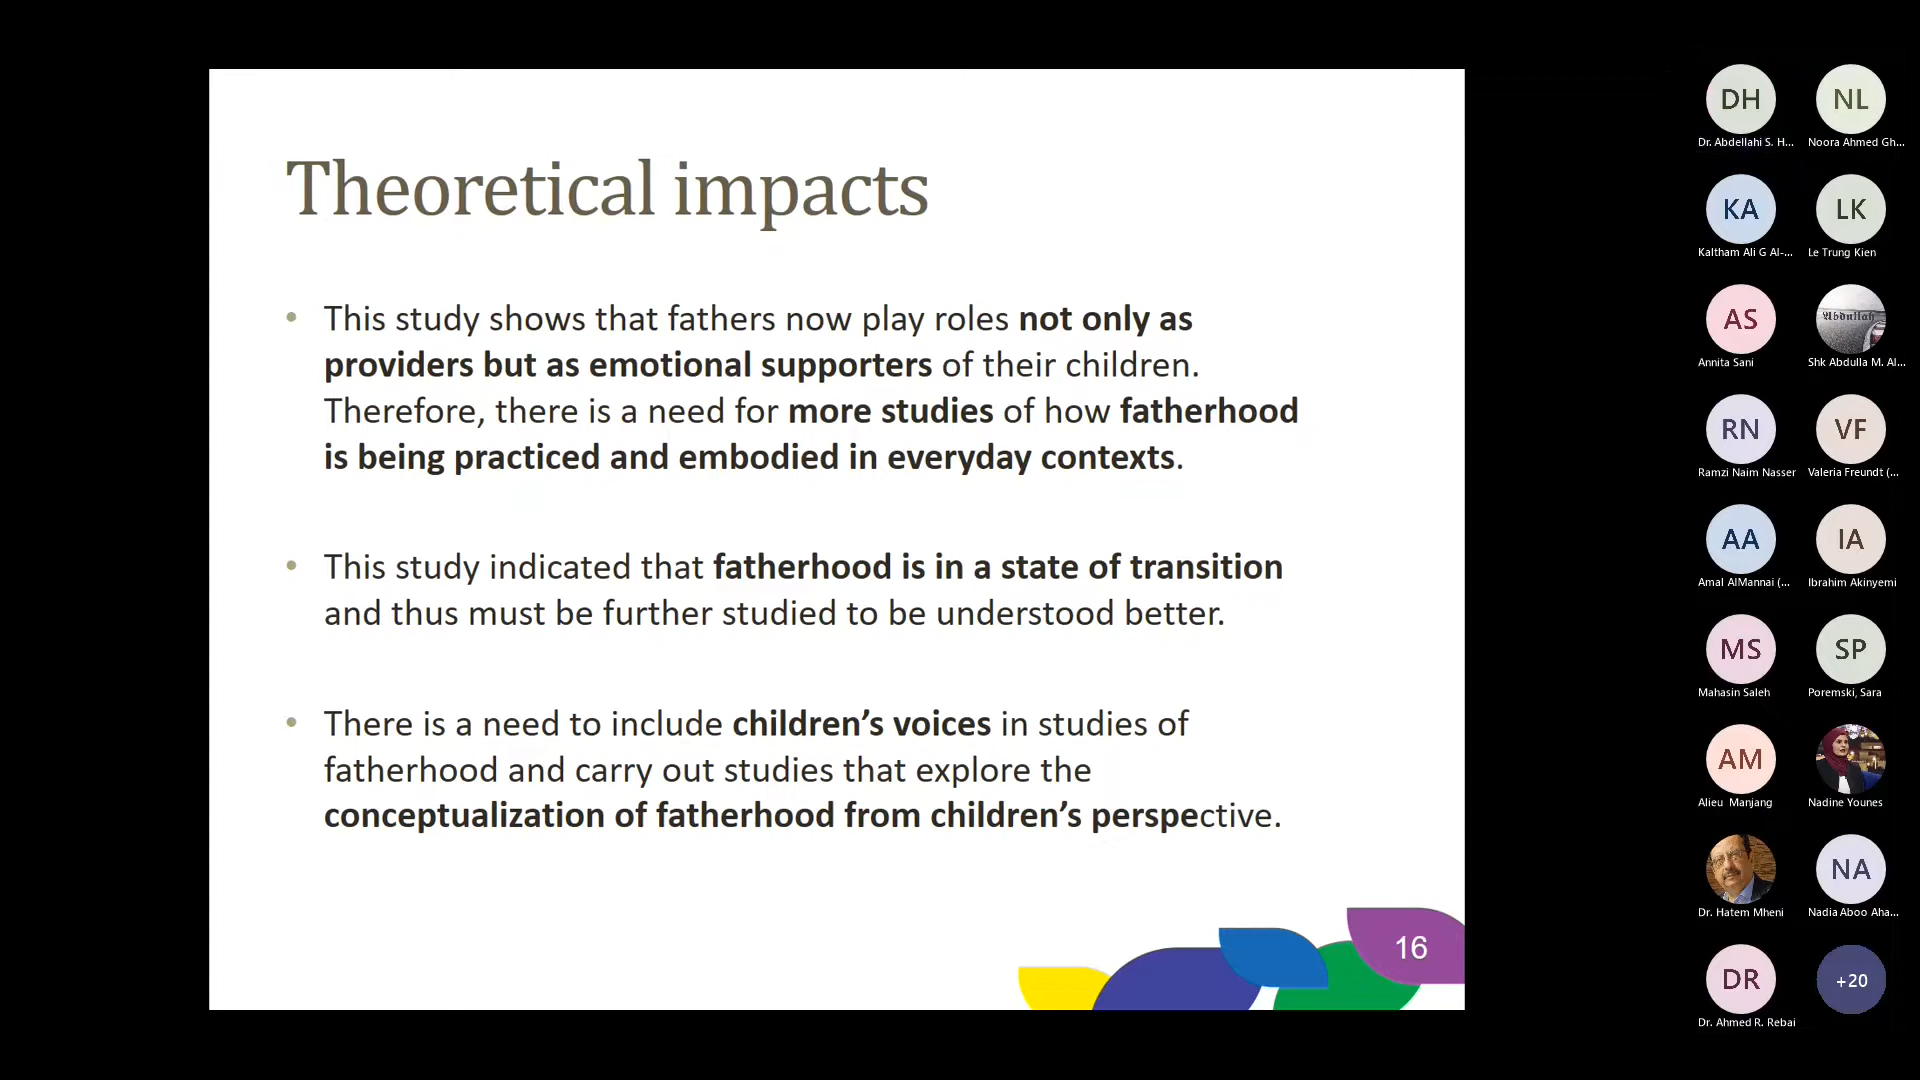 Theoretical impacts
• This study shows that fathers now play roles not only as
providers but as emotional supporters of their children.
Therefore, there is a need for more studies of how fatherhood
is being practiced and embodied in everyday contexts.
• This study indicated that fatherhood is in a state of transition
and thus must be further studied to be understood better.
• There is a need to include children’s voices in studies of
fatherhood and carry out studies that explore the
conceptualization of fatherhood from children’s perspective.
16
DH
Dr. Abdellahi S. H...
NL
Noora Ahmed Gh...
KA
Kaltham Ali G Al-...
LK
Le Trung Kien
AS
Annita Sani
Abdullah
Shk Abdulla M. Al...
RN
Ramzi Naim Nasser
VF
Valeria Freundt (...
AA
Amal AlMannai (...
IA
Ibrahim Akinyemi
MS
Mahasin Saleh
SP
Poremski, Sara
AM
Alieu Manjang
Nadine Younes
Dr. Hatem Mheni
NA
Nadia Aboo Aha...
DR
Dr. Ahmed R. Rebai
+20